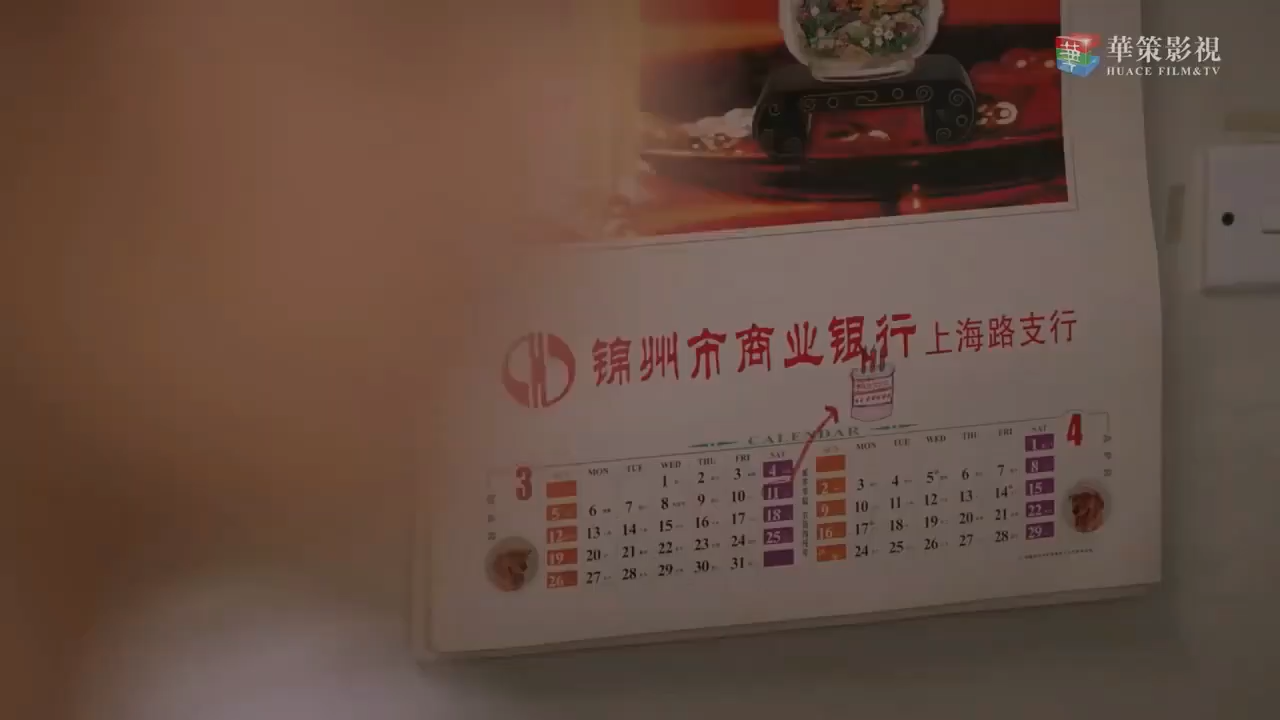 華
華策影視
HUACE FILM&TV
锦州市商业银行 上海路支行
CALENDAR
3
MON TUE WED THU FRI SAT
1 2 3 4
5 6 7 8 9 10 11
12 13 14 15 16 17 18
19 20 21 22 23 24 25
26 27 28 29 30 31
4
MON TUE WED THU FRI SAT
1
2 3 4 5 6 7 8
9 10 11 12 13 14 15
16 17 18 19 20 21 22
24 25 26 27 28 29